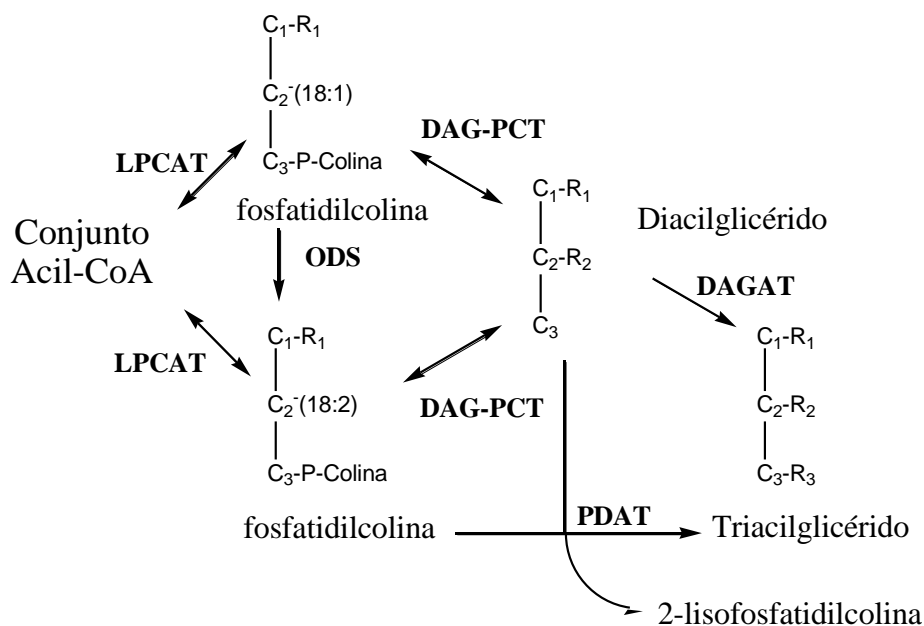 C1-R1
C2-(18:1)
C3-P-Colina
fosfatidilcolina
LPCAT
DAG-PCT
Conjunto
Acil-CoA
ODS
C1-R1
C2-R2
C3
Diacilglicérido
DAGAT
LPCAT
C1-R1
C2-(18:2)
C3-P-Colina
fosfatidilcolina
DAG-PCT
C1-R1
C2-R2
C3-R3
PDAT
Triacilglicérido
2-lisofosfatidilcolina